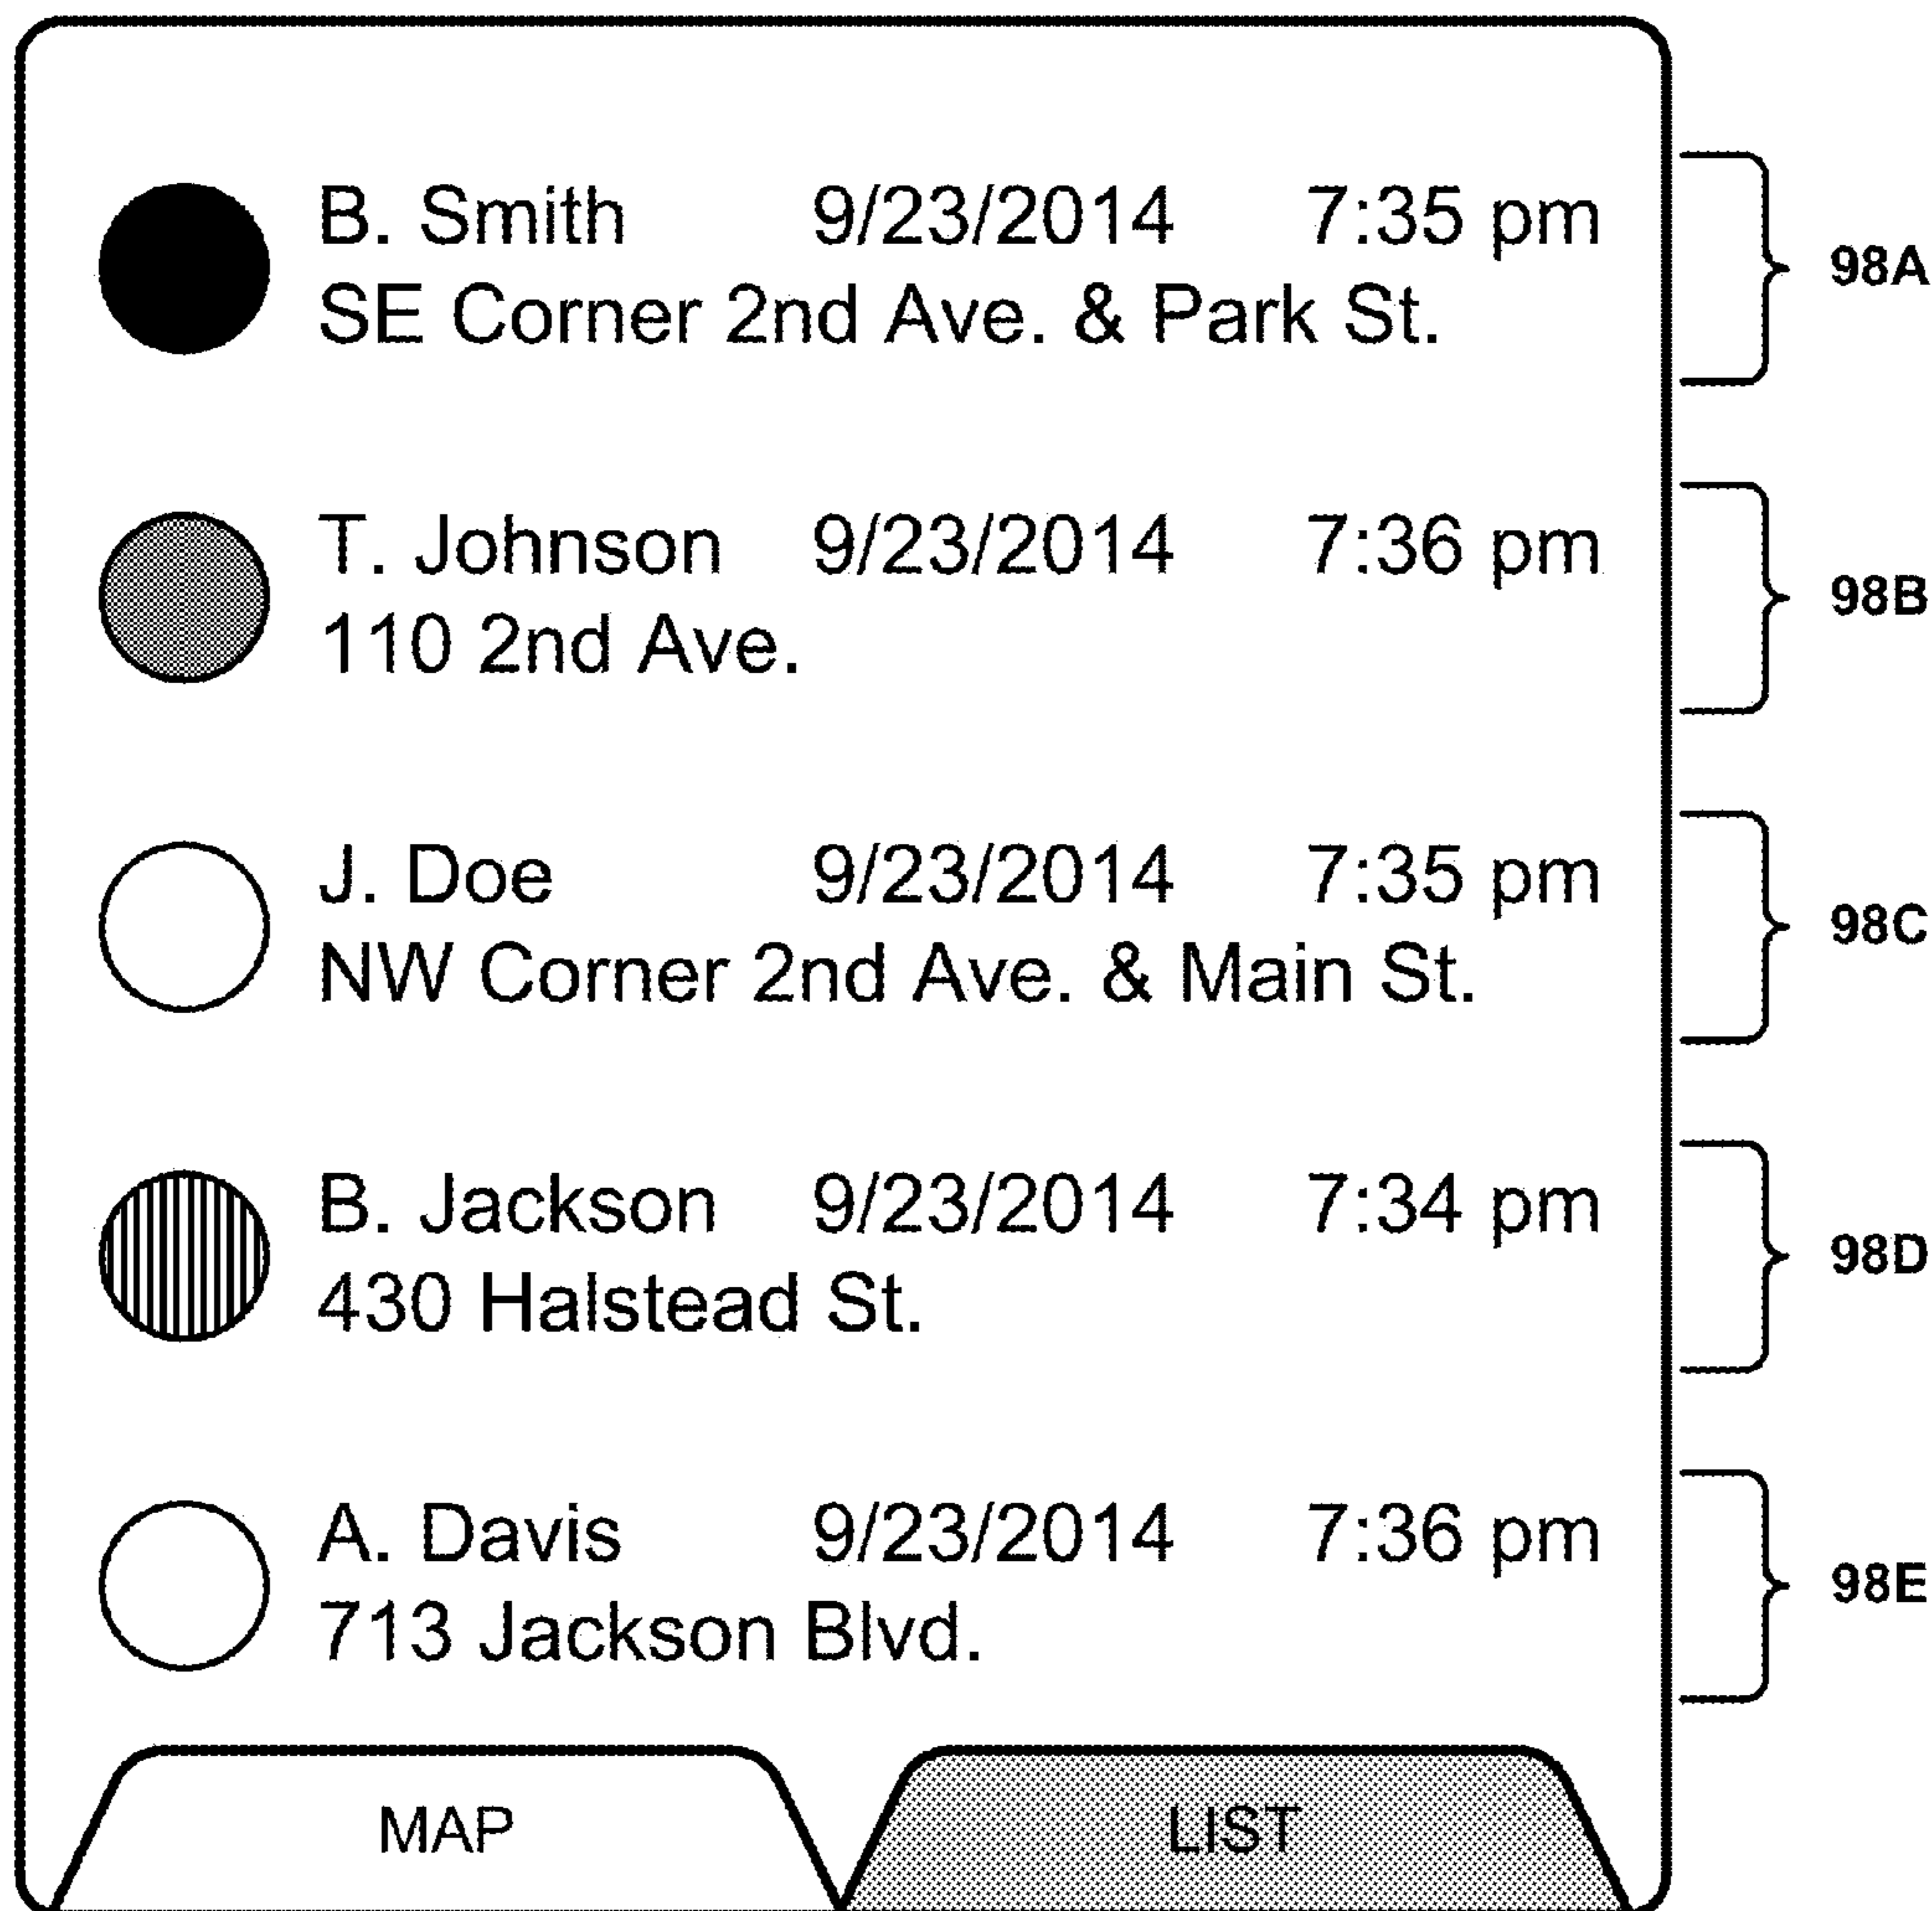 B. Smith 9/23/2014 7:35 pm
SE Corner 2nd Ave. & Park St.
98A
T. Johnson 9/23/2014 7:36 pm
110 2nd Ave.
98B
J. Doe 9/23/2014 7:35 pm
NW Corner 2nd Ave. & Main St.
98C
B. Jackson 9/23/2014 7:34 pm
430 Halstead St.
98D
A. Davis 9/23/2014 7:36 pm
713 Jackson Blvd.
98E
MAP LIST